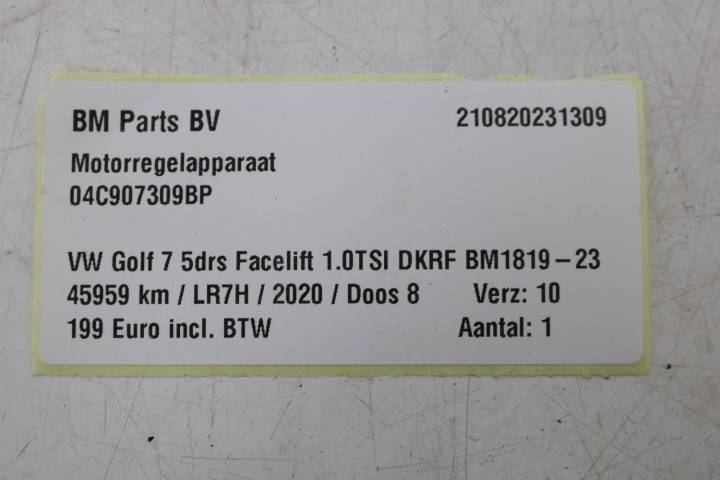 BM Parts BV 210820231309
Motorregelapparaat
04C907309BP
VW Golf 7 5drs Facelift 1.0TSI DKRF BM1819-23
45959 km / LR7H / 2020 / Doos 8 Verz: 10
199 Euro incl. BTW Aantal: 1